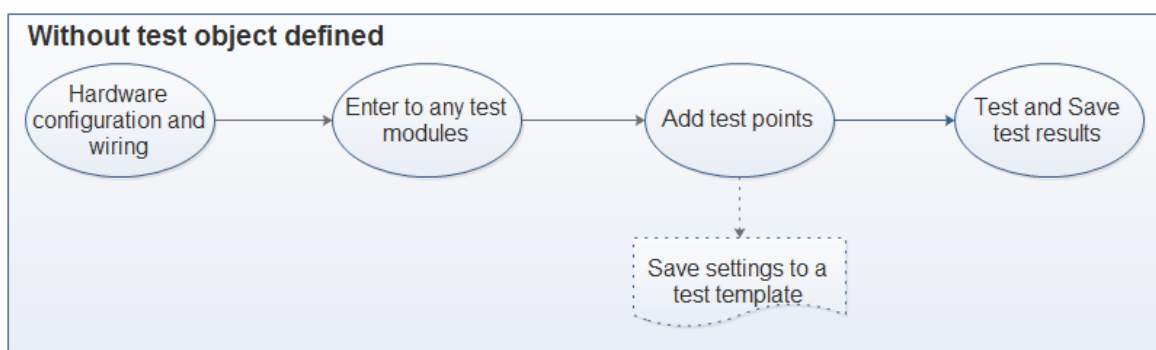 Without test object defined
Hardware
configuration and
wiring
Enter to any test
modules
Add test points
Test and Save
test results
Save settings to a
test template